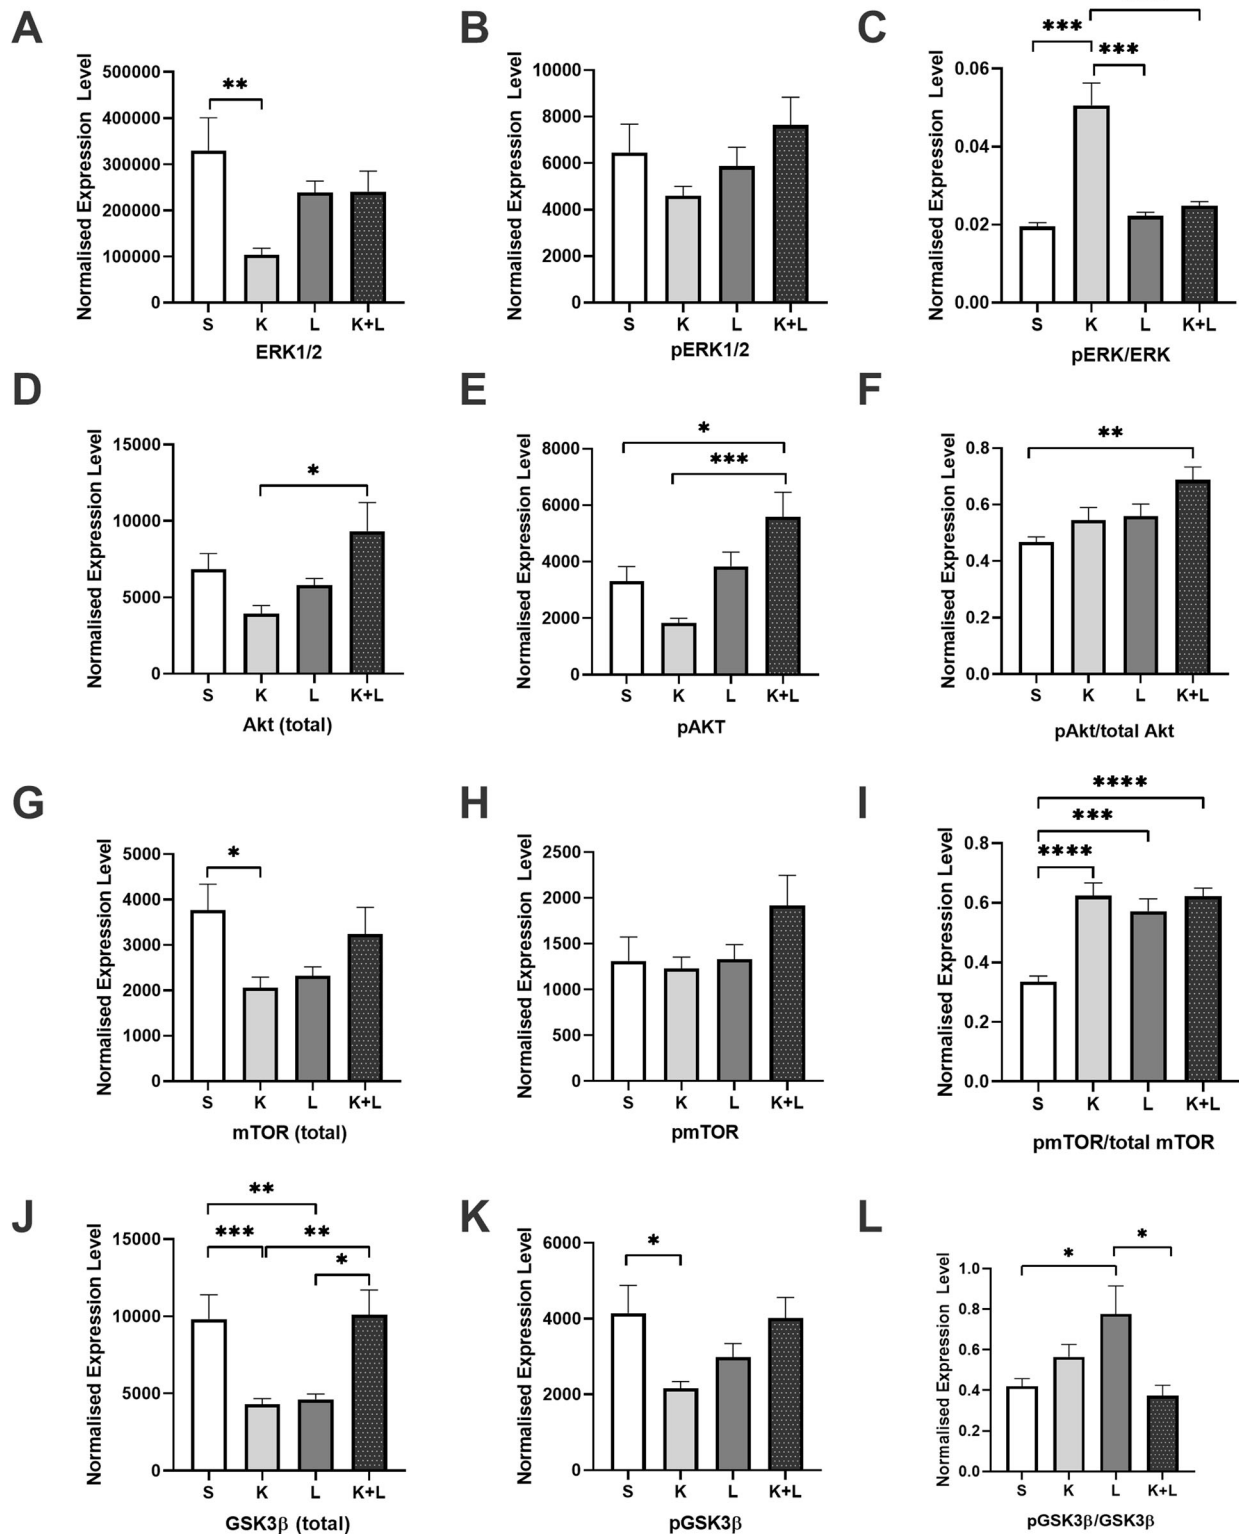 A
B
C
Normalised Expression Level
500000
400000
300000
200000
100000
0
**
S K L K+L
ERK1/2
Normalised Expression Level
10000
8000
6000
4000
2000
0
S K L K+L
pERK1/2
Normalised Expression Level
0.06
0.04
0.02
0.00
***
***
S K L K+L
pERK/ERK
D
E
F
Normalised Expression Level
15000
10000
5000
0
*
S K L K+L
Akt (total)
Normalised Expression Level
8000
6000
4000
2000
0
*
***
S K L K+L
pAKT
Normalised Expression Level
0.8
0.6
0.4
0.2
0.0
**
S K L K+L
pAkt/total Akt
G
H
I
Normalised Expression Level
5000
4000
3000
2000
1000
0
*
S K L K+L
mTOR (total)
Normalised Expression Level
2500
2000
1500
1000
500
0
S K L K+L
pmTOR
Normalised Expression Level
0.8
0.6
0.4
0.2
0.0
****
***
****
S K L K+L
pmTOR/total mTOR
J
K
L
Normalised Expression Level
15000
10000
5000
0
**
*** **
*
S K L K+L
GSK3β (total)
Normalised Expression Level
6000
4000
2000
0
*
S K L K+L
pGSK3β
Normalised Expression Level
1.0
0.8
0.6
0.4
0.2
0.0
* *
S K L K+L
pGSK3β/GSK3β